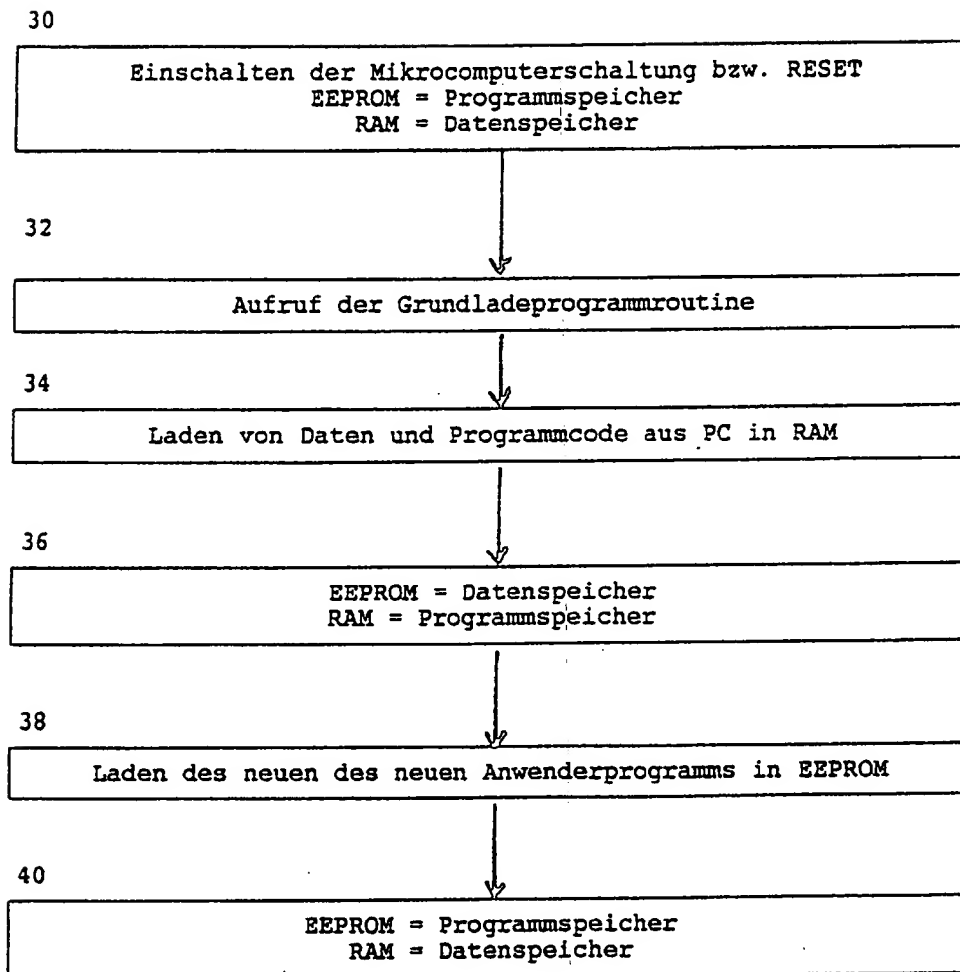 30
Einschalten der Mikrocomputerschaltung bzw. RESET
EEPROM = Programmspeicher
RAM = Datenspeicher
32
Aufruf der Grundladeprogrammroutine
34
Laden von Daten und Programmcode aus PC in RAM
36
EEPROM = Datenspeicher
RAM = Programmspeicher
38
Laden des neuen des neuen Anwenderprogramms in EEPROM
40
EEPROM = Programmspeicher
RAM = Datenspeicher